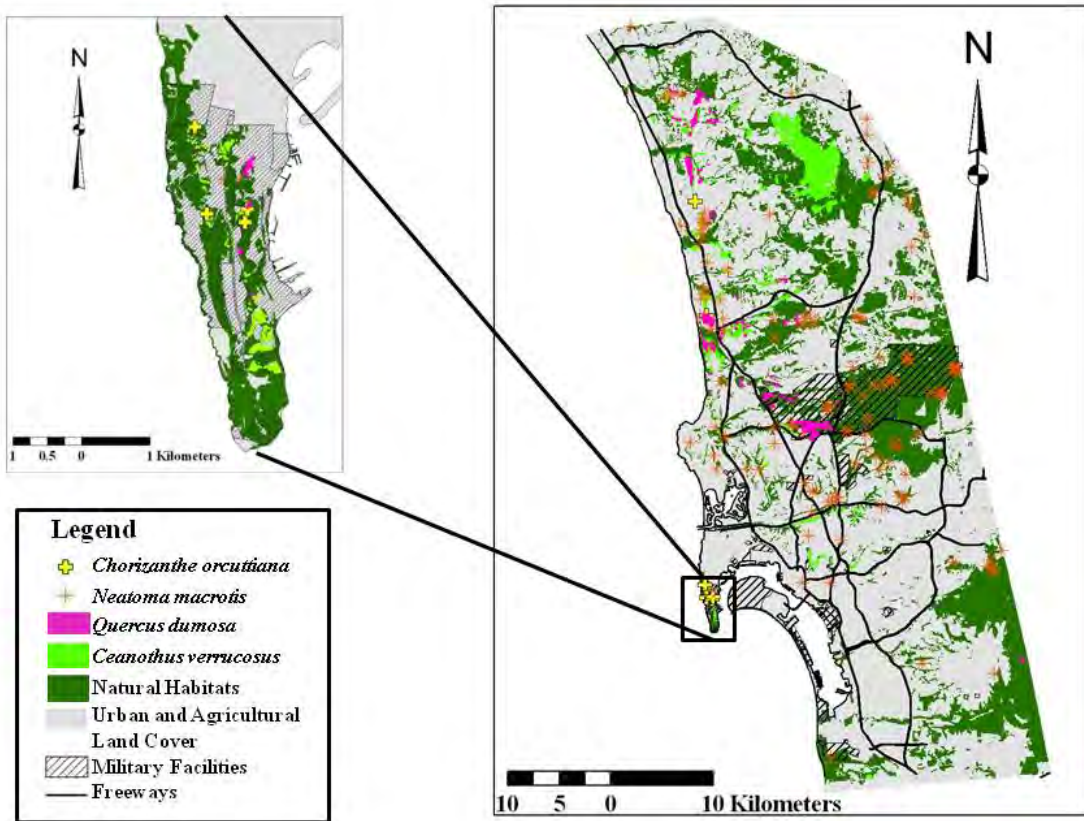 N
1 0.5 0 1 Kilometers
N
10 5 0 10 Kilometers
Legend
Chorizanthe orcuttiana
Neatoma macrotis
Quercus dumosa
Ceanothus verrucosus
Natural Habitats
Urban and Agricultural
Land Cover
Military Facilities
Freeways